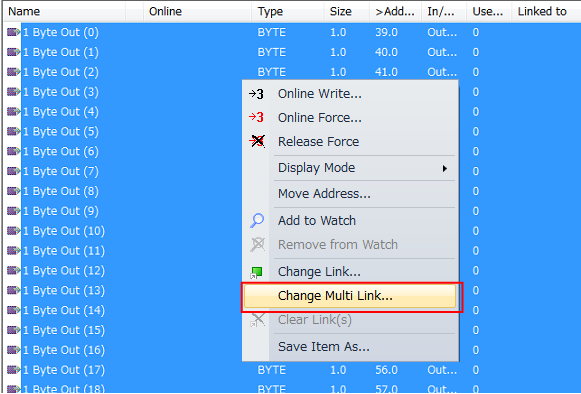 Name Online Type Size >Add... In/... Use... Linked to
1 Byte Out (0) BYTE 1.0 39.0 Out... 0
1 Byte Out (1) BYTE 1.0 40.0 Out... 0
1 Byte Out (2) BYTE 1.0 41.0 Out... 0
1 Byte Out (3) 0
1 Byte Out (4) 0
1 Byte Out (5) 0
1 Byte Out (6) 0
1 Byte Out (7) 0
1 Byte Out (8) 0
1 Byte Out (9) 0
1 Byte Out (10) 0
1 Byte Out (11) 0
1 Byte Out (12) 0
1 Byte Out (13) 0
1 Byte Out (14) 0
1 Byte Out (15) 0
1 Byte Out (16) 0
1 Byte Out (17) BYTE 1.0 56.0 Out... 0
1 Byte Out (18) BYTE 1.0 57.0 Out... 0
→3 Online Write...
→3 Online Force...
Release Force
Display Mode
Move Address...
Add to Watch
Remove from Watch
Change Link...
Change Multi Link...
Clear Link(s)
Save Item As...